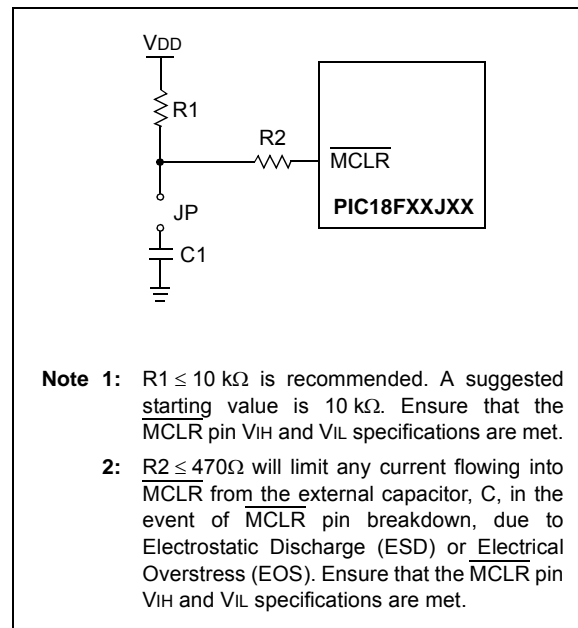 VDD
R1
R2
MCLR
JP
PIC18FXXJXX
C1
Note 1: R1 ≤ 10 kΩ is recommended. A suggested
starting value is 10 kΩ. Ensure that the
MCLR pin VIH and VIL specifications are met.
2: R2 ≤ 470Ω will limit any current flowing into
MCLR from the external capacitor, C, in the
event of MCLR pin breakdown, due to
Electrostatic Discharge (ESD) or Electrical
Overstress (EOS). Ensure that the MCLR pin
VIH and VIL specifications are met.